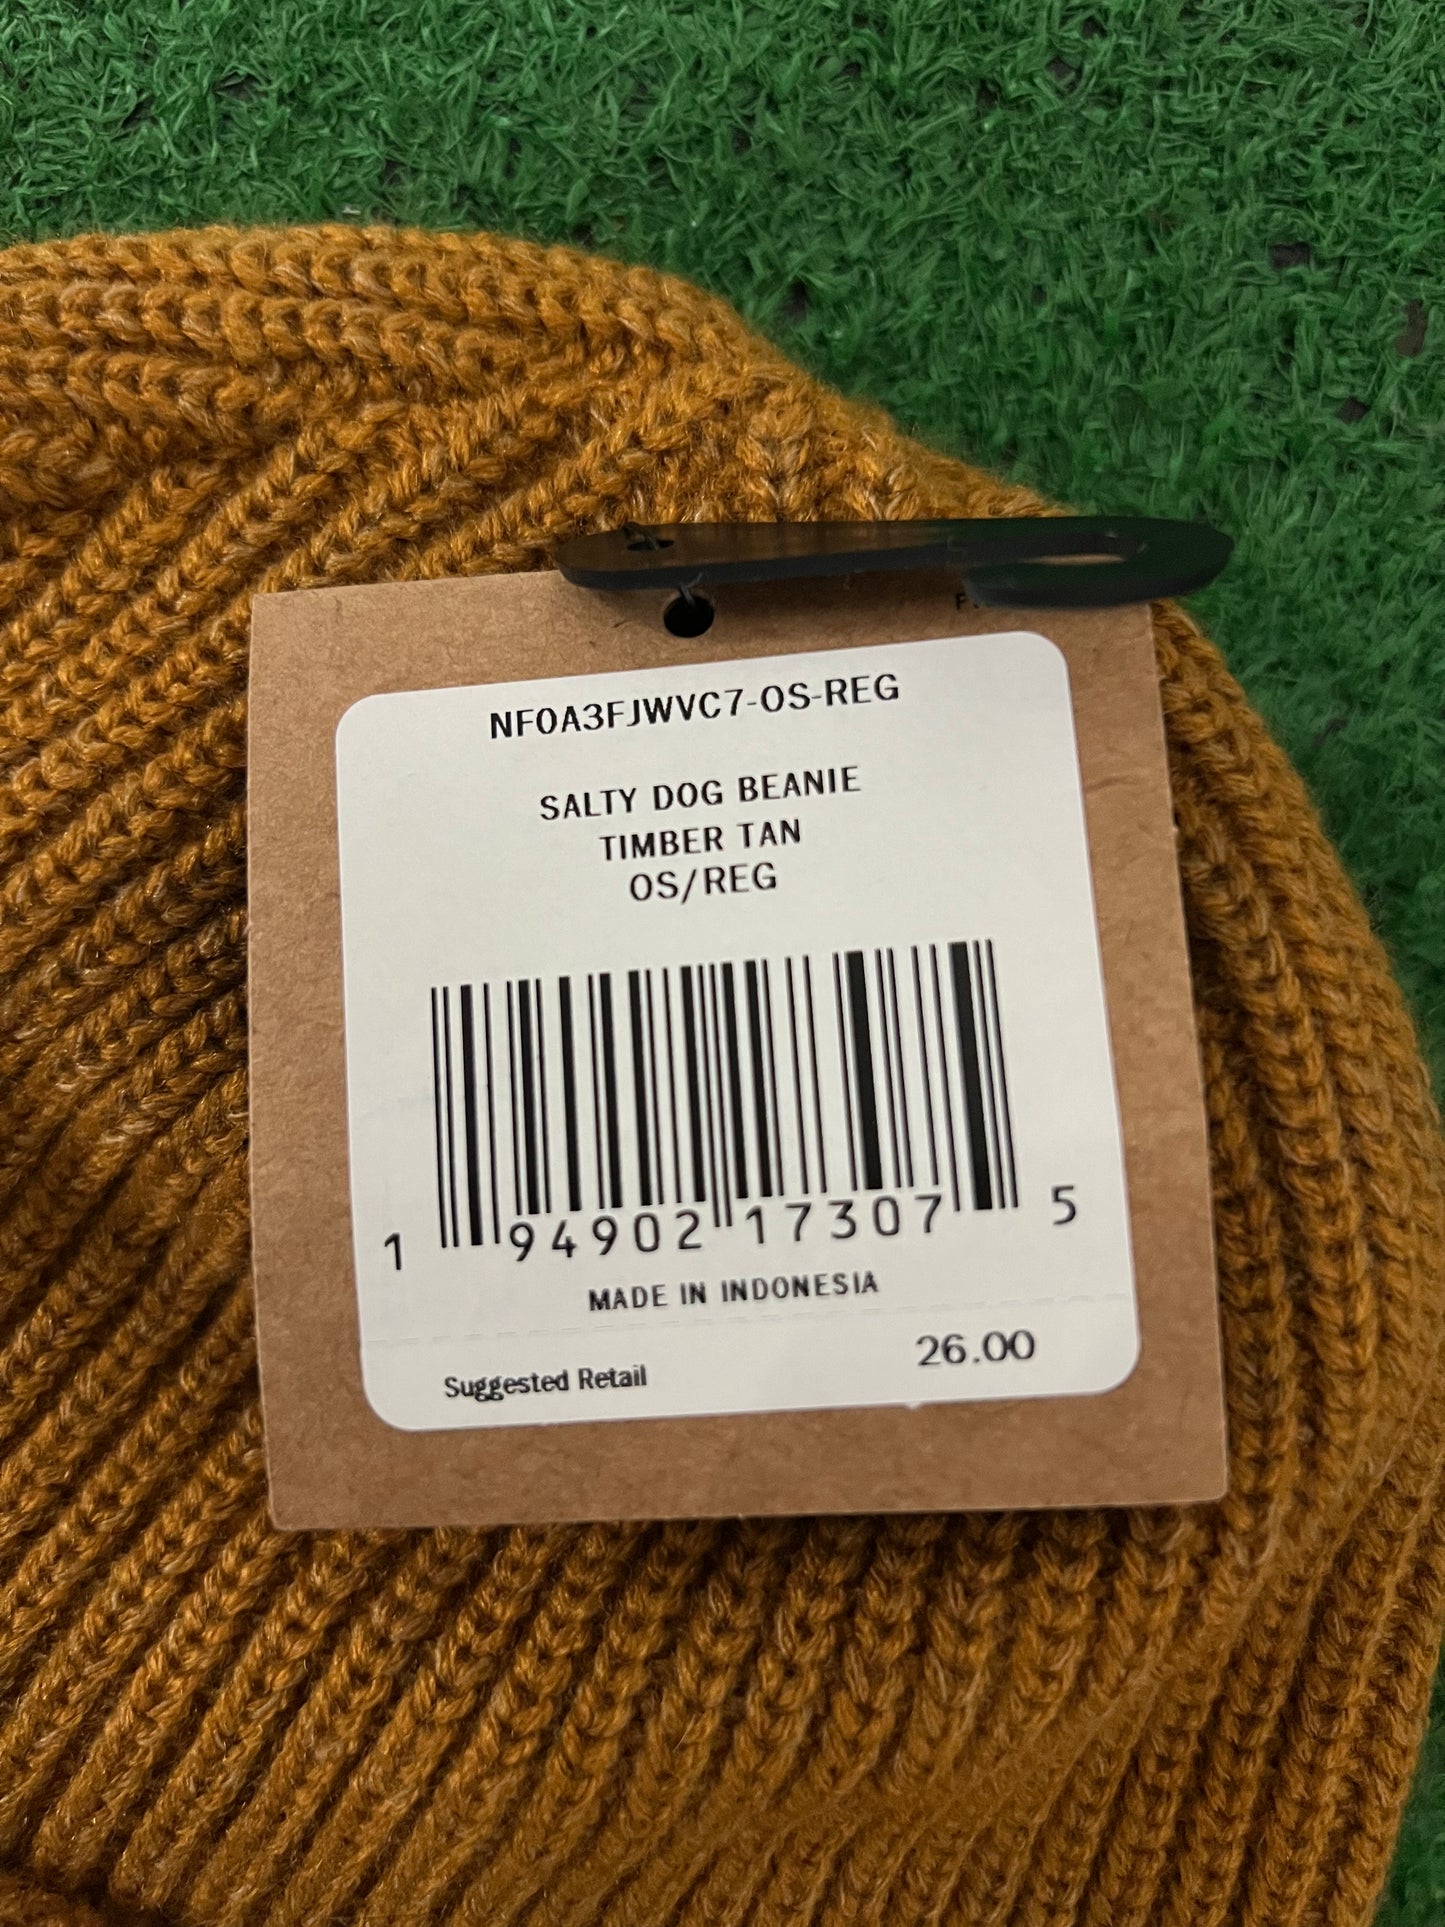 NF0A3FJWVC7-OS-REG
SALTY DOG BEANIE
TIMBER TAN
OS/REG
1 94902 17307 5
MADE IN INDONESIA
Suggested Retail 26.00